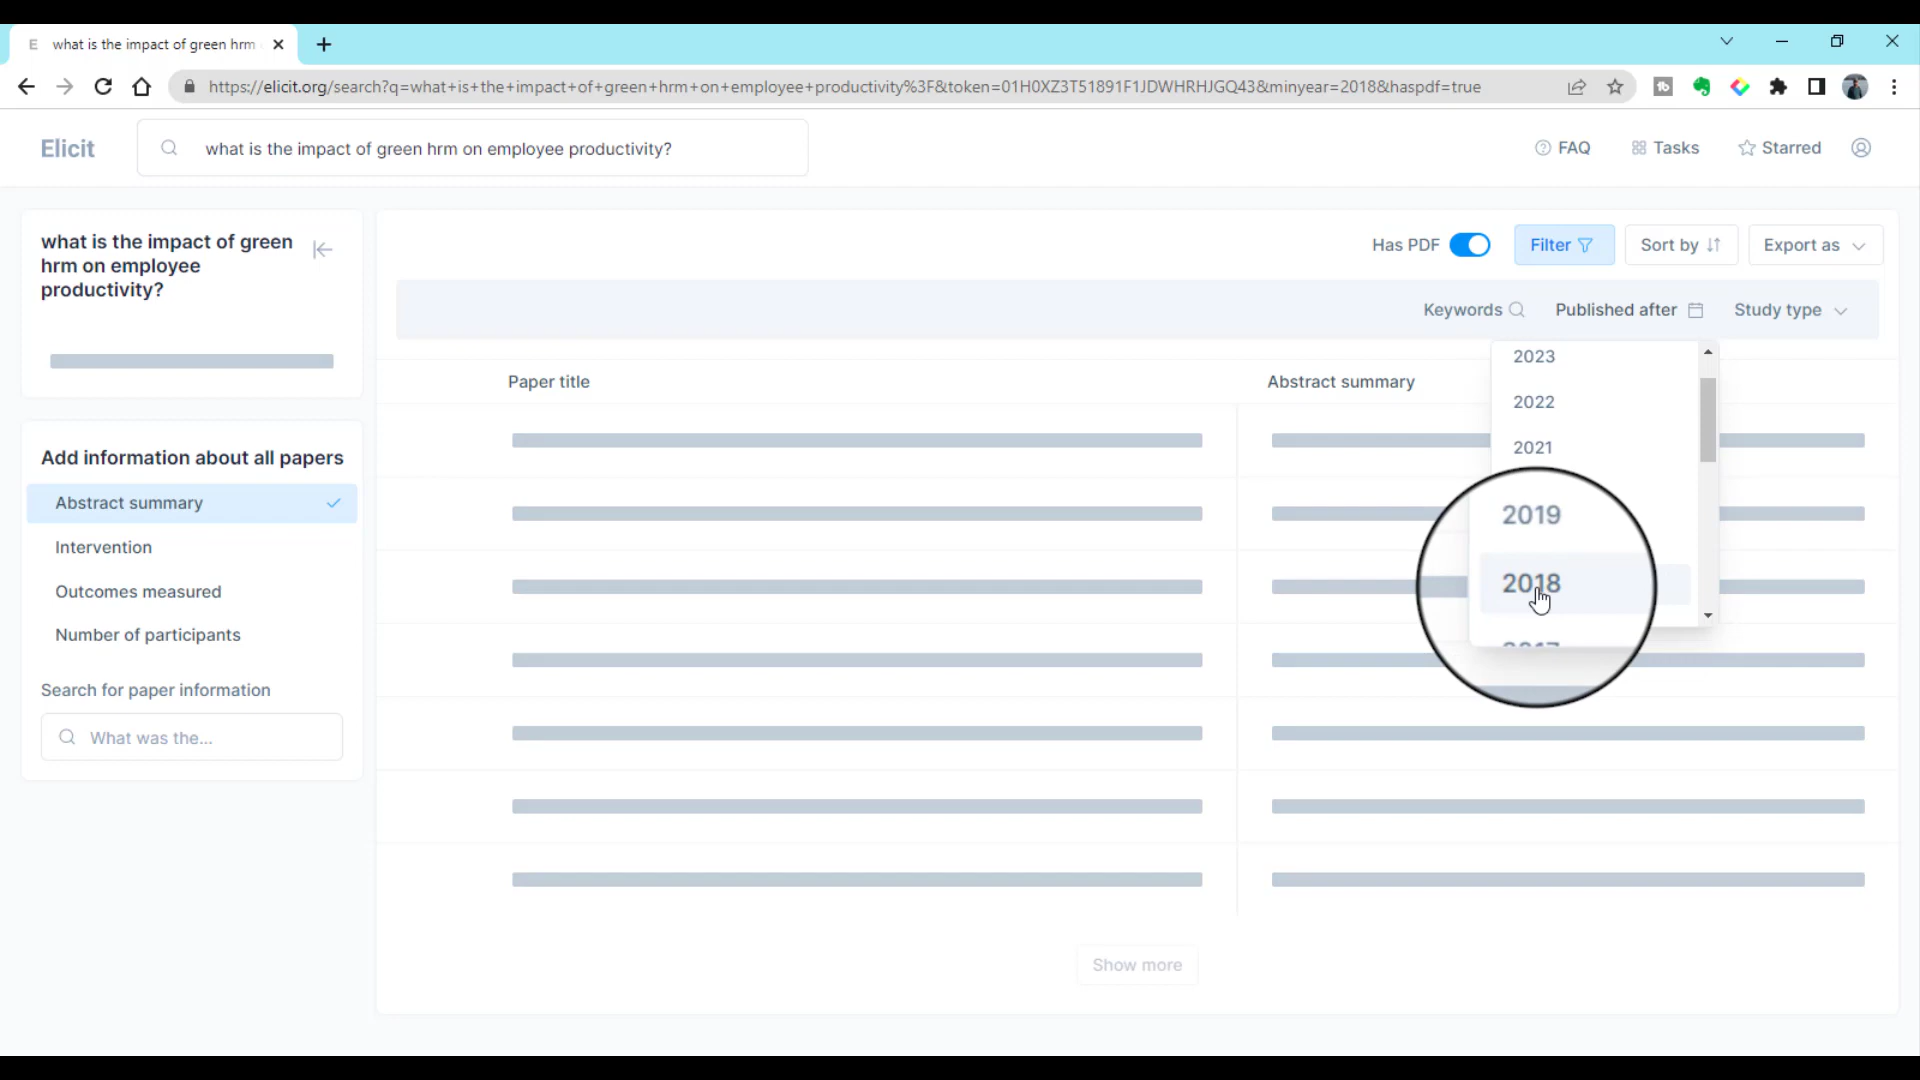 E what is the impact of green hrm
https://elicit.org/search?q=what+is+the+impact+of+green+hrm+on+employee+productivity%3F&token=01H0XZ3T51891F1JDWHRHJGQ43&minyear=2018&haspdf=true
Elicit
what is the impact of green hrm on employee productivity?
FAQ
Tasks
Starred
what is the impact of green
hrm on employee
productivity?
Has PDF
Filter
Sort by
Export as
Keywords
Published after
Study type
Paper title
Abstract summary
2023
2022
2021
2019
2018
2017
Add information about all papers
Abstract summary
Intervention
Outcomes measured
Number of participants
Search for paper information
What was the...
Show more